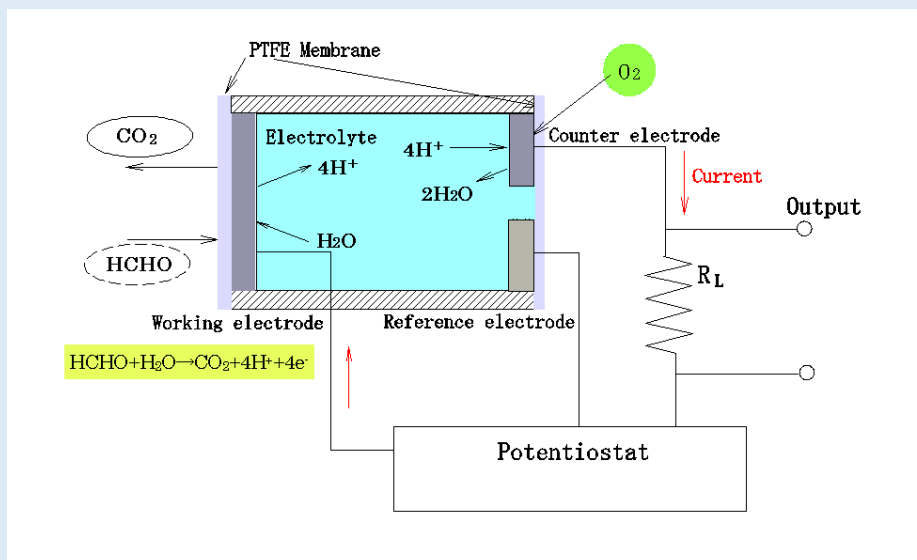 PTFE Membrane
O2
CO2
Electrolyte
4H+
4H+
Counter electrode
2H2O
Current
Output
H2O
HCHO
RL
Working electrode
Reference electrode
HCHO+H2O→CO2+4H++4e-
Potentiostat